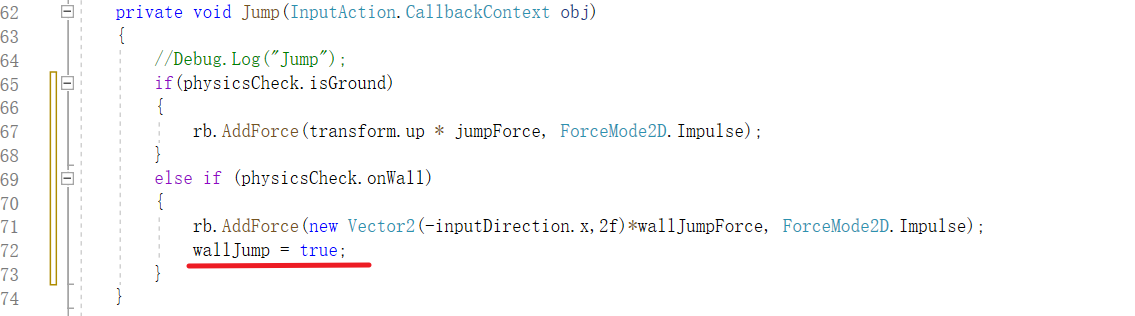 62 private void Jump(InputAction.CallbackContext obj)
63 {
64 //Debug.Log("Jump");
65 if(physicsCheck.isGround)
66 {
67 rb.AddForce(transform.up * jumpForce, ForceMode2D.Impulse);
68 }
69 else if (physicsCheck.onWall)
70 {
71 rb.AddForce(new Vector2(-inputDirection.x,2f)*wallJumpForce, ForceMode2D.Impulse);
72 wallJump = true;
73 }
74 }